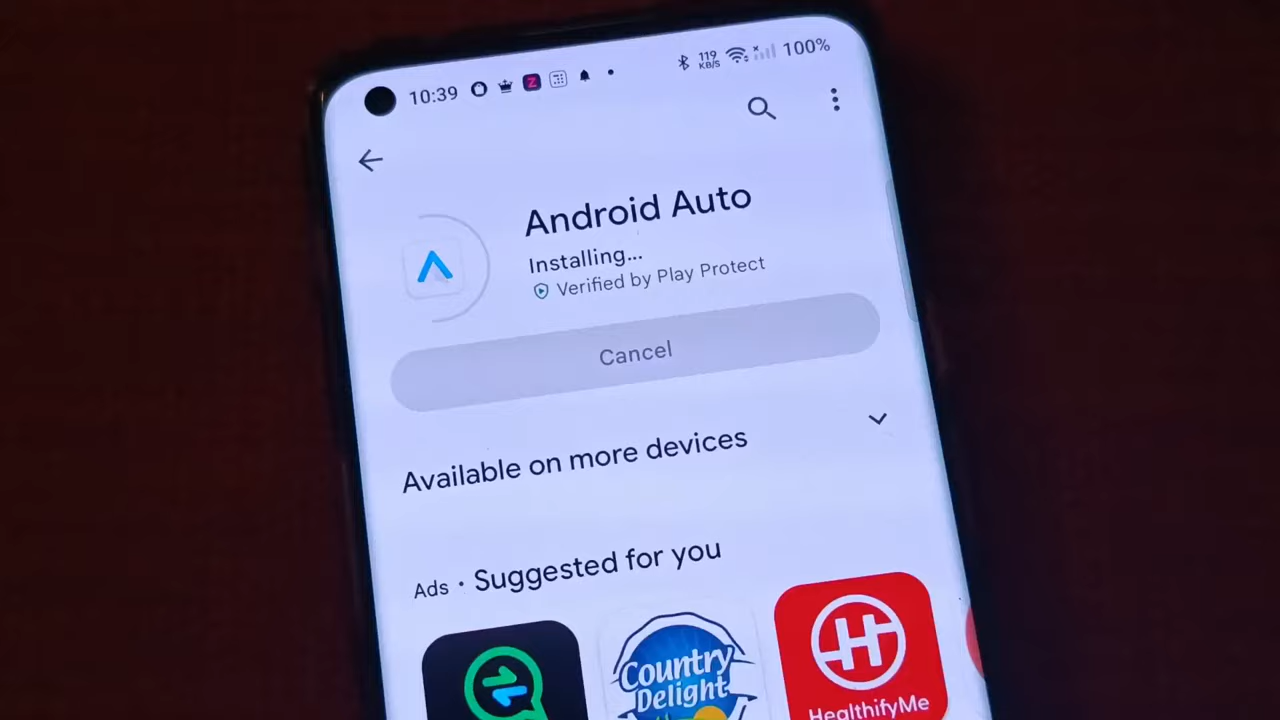 10:39
Z
119
KB/S
100%
Android Auto
Installing...
Verified by Play Protect
Cancel
Available on more devices
Ads · Suggested for you
Country
Delight
H
HealthifyMe